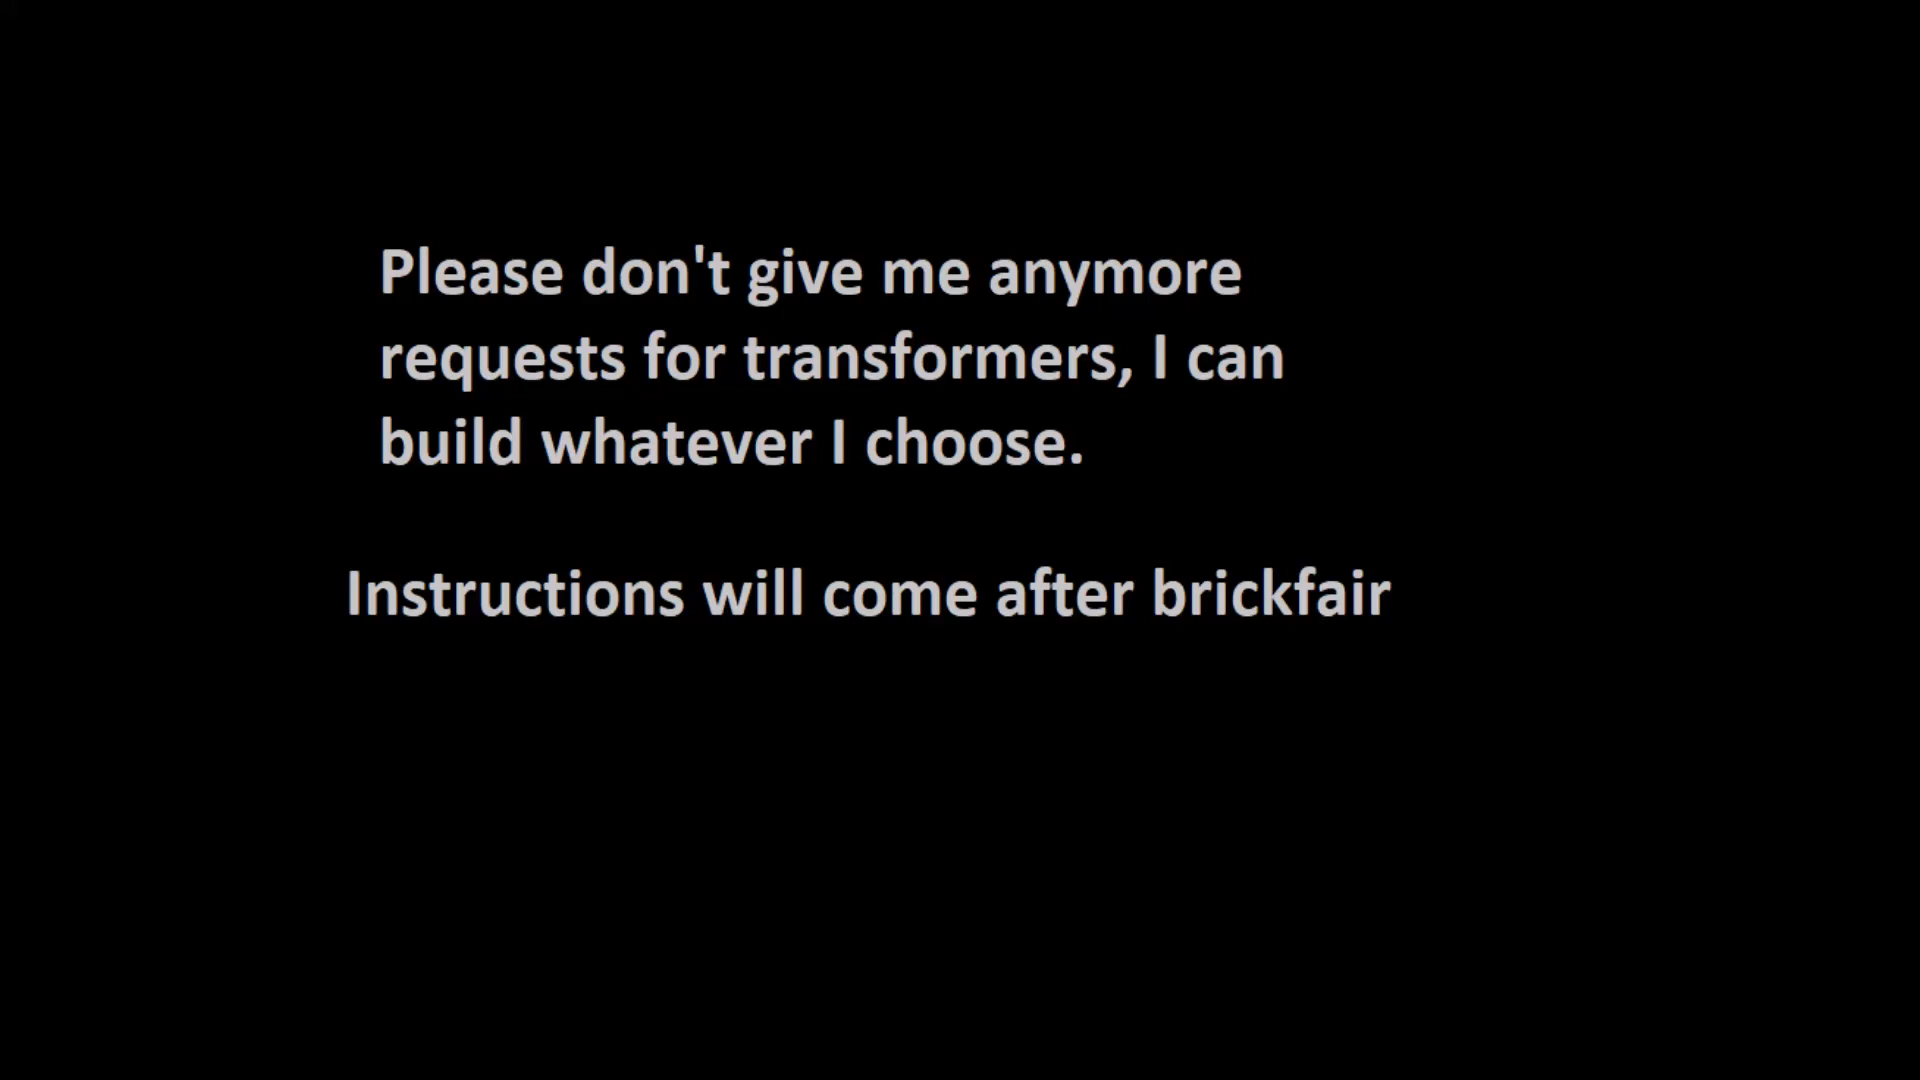 Please don't give me anymore
requests for transformers, I can
build whatever I choose.
Instructions will come after brickfair